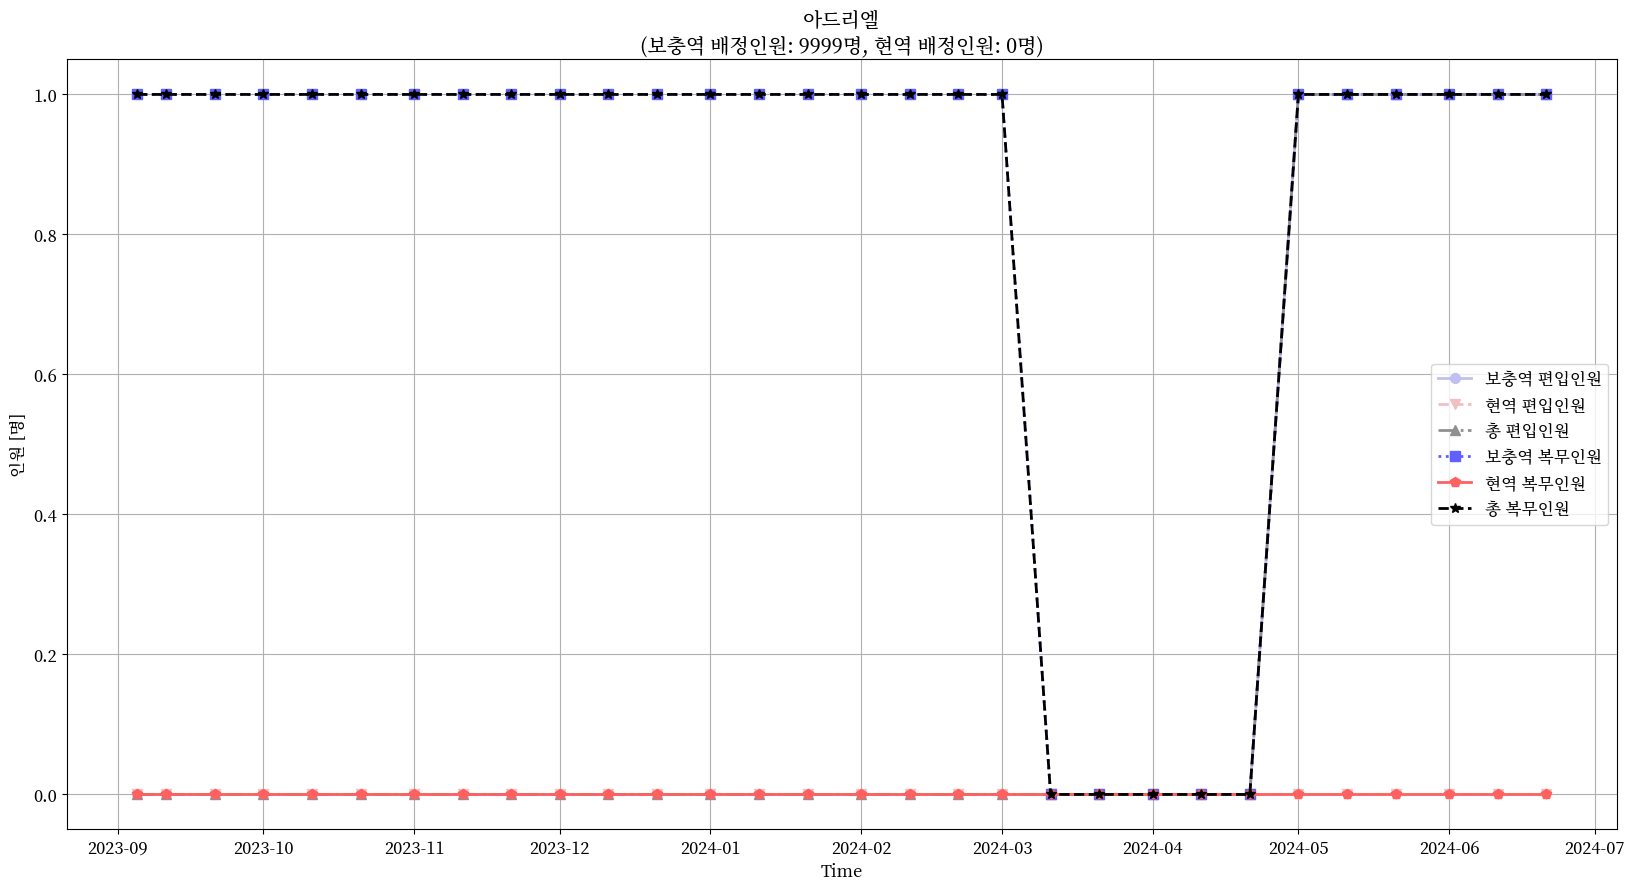 아드리엘
(보충역 배정인원: 9999명, 현역 배정인원: 0명)
인원 [명]
1.0
0.8
0.6
0.4
0.2
0.0
보충역 편입인원
현역 편입인원
총 편입인원
보충역 복무인원
현역 복무인원
총 복무인원
2023-09 2023-10 2023-11 2023-12 2024-01 2024-02 2024-03 2024-04 2024-05 2024-06 2024-07
Time